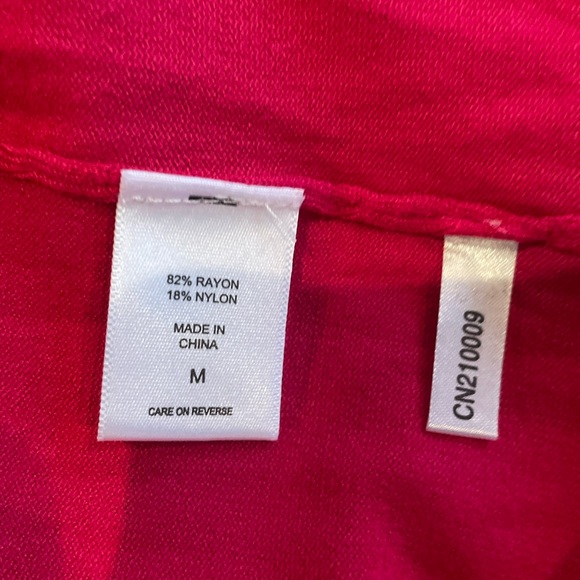 82% RAYON
18% NYLON
MADE IN
CHINA
M
CARE ON REVERSE
CN210009